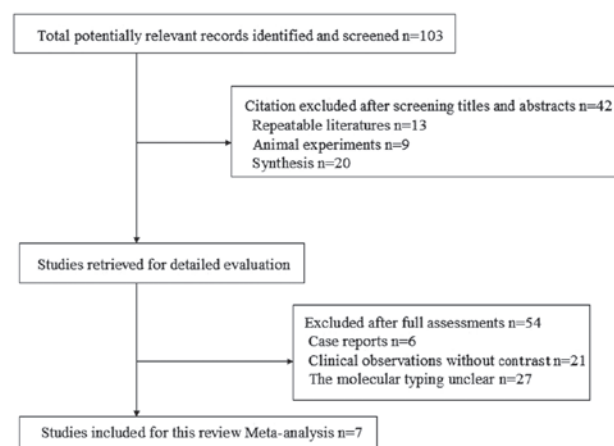 Total potentially relevant records identified and screened n=103
Citation excluded after screening titles and abstracts n=42
Repeatable literatures n=13
Animal experiments n=9
Synthesis n=20
Studies retrieved for detailed evaluation
Excluded after full assessments n=54
Case reports n=6
Clinical observations without contrast n=21
The molecular typing unclear n=27
Studies included for this review Meta-analysis n=7